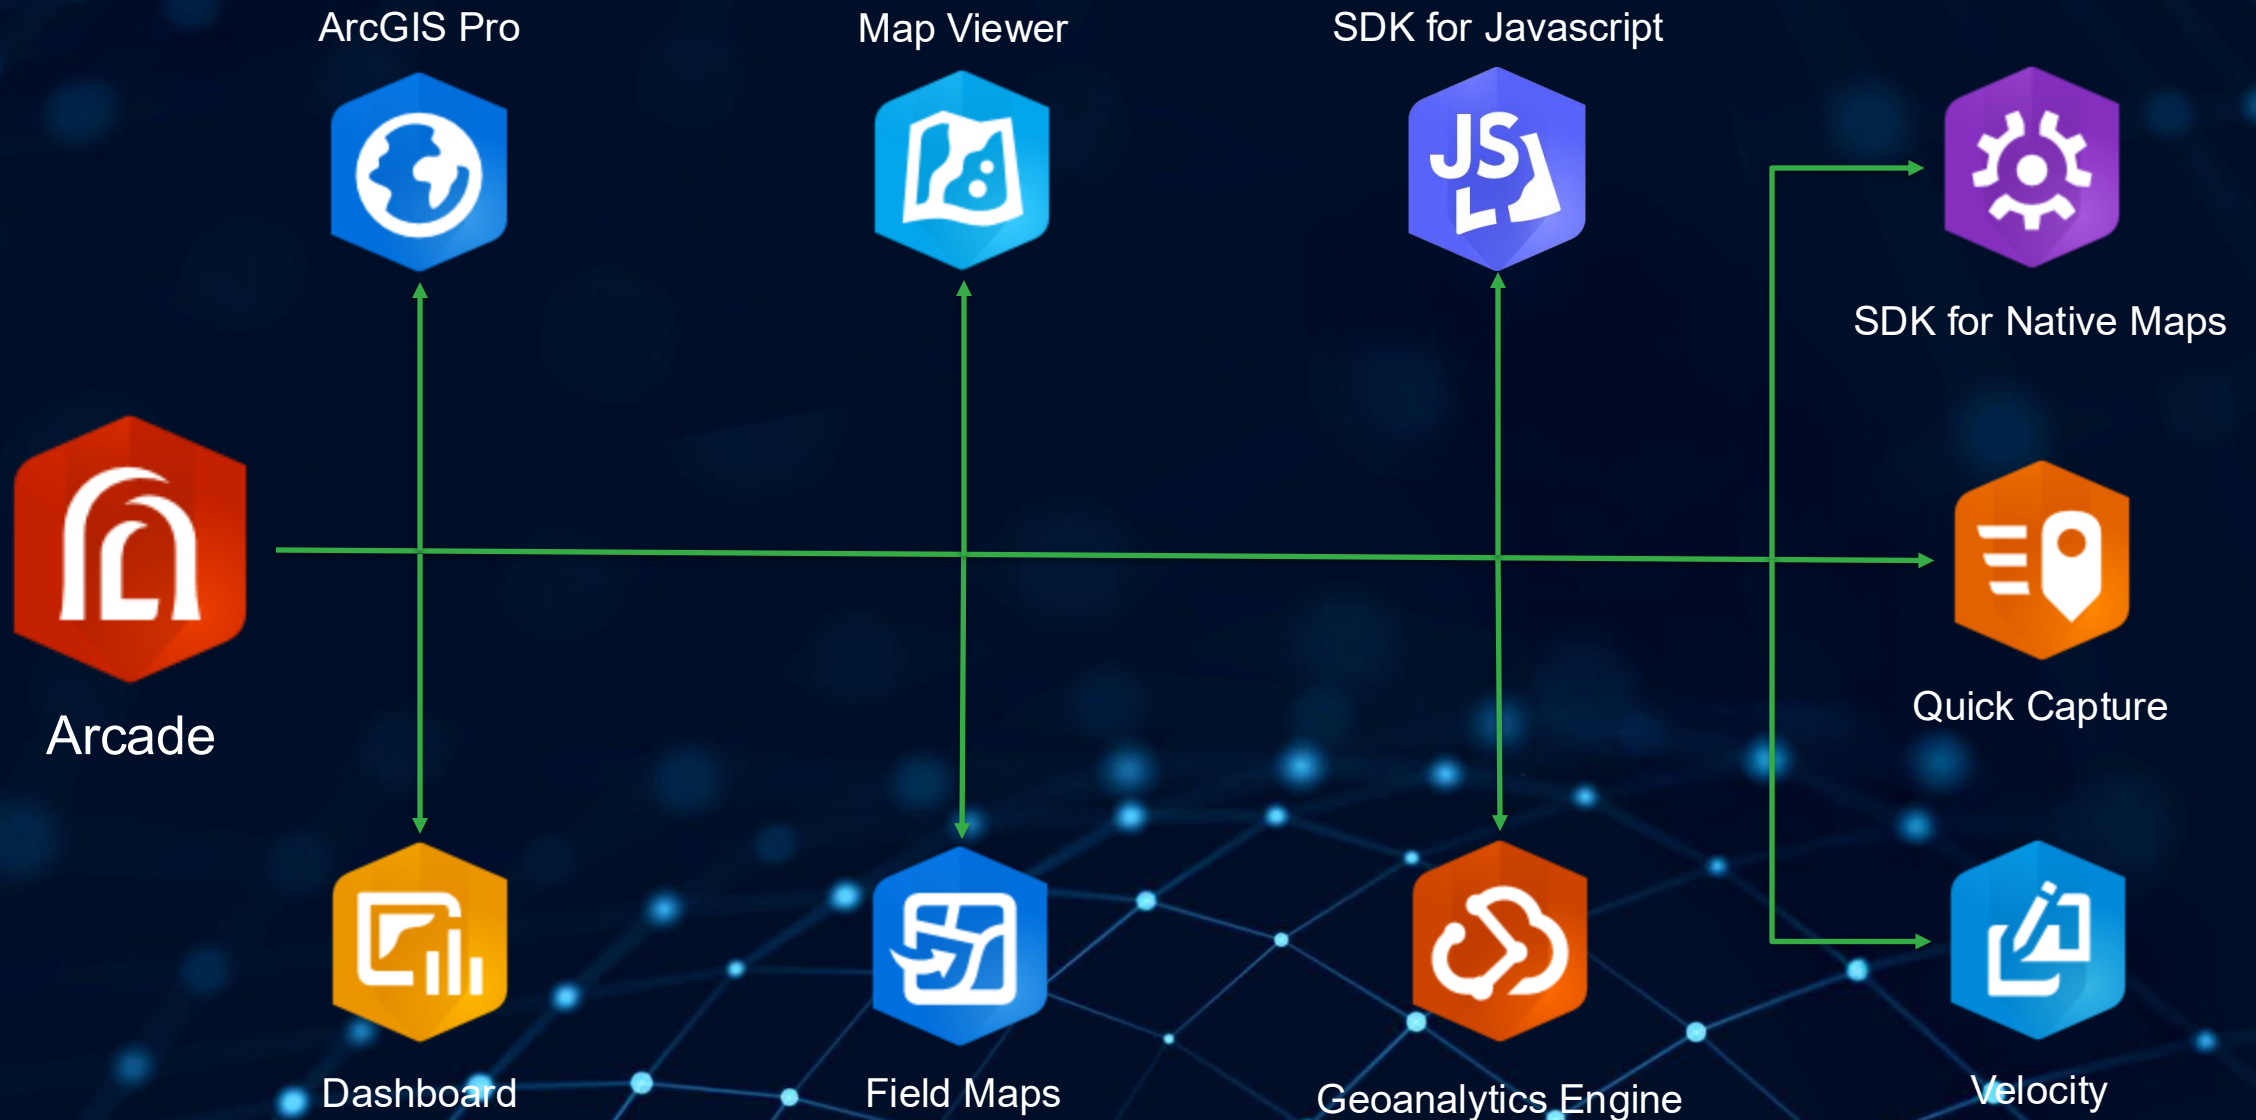 ArcGIS Pro
Map Viewer
SDK for Javascript
JS
SDK for Native Maps
Arcade
Quick Capture
Dashboard
Field Maps
Geoanalytics Engine
Velocity